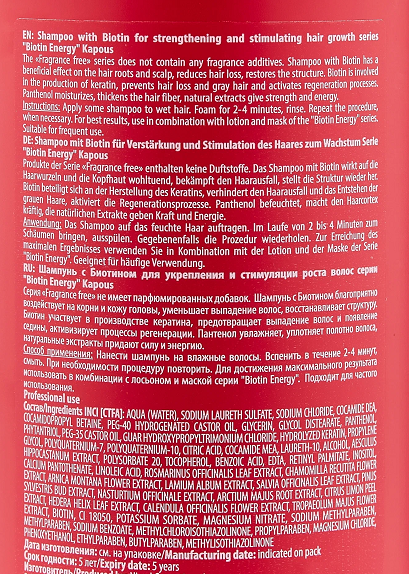 EN: Shampoo with Biotin for strengthening and stimulating hair growth series
"Biotin Energy" Kapous
The «Fragrance free» series does not contain any fragrance additives. Shampoo with Biotin has a
beneficial effect on the hair roots and scalp, reduces hair loss, restores the structure. Biotin is involved
in the production of keratin, prevents hair loss and gray hair and activates regeneration processes.
Panthenol moisturizes, thickens the hair fiber, natural extracts give strength and energy.
Instructions: Apply some shampoo to wet hair. Foam for 2-4 minutes, rinse. Repeat the procedure,
when necessary. For best results, use in combination with lotion and mask of the "Biotin Energy" series.
Suitable for frequent use.
DE: Shampoo mit Biotin für Verstärkung und Stimulation des Haares zum Wachstum Serie
"Biotin Energy" Kapous
Produkte der Serie «Fragrance free» enthalten keine Duftstoffe. Das Shampoo mit Biotin wirkt auf die
Haarwurzeln und die Kopfhaut wohltuend, bekämpft den Haarausfall, stellt die Struktur wieder her.
Biotin beteiligt sich an der Herstellung des Keratins, verhindert den Haarausfall und das Entstehen der
grauen Haare, aktiviert die Regenerationsprozesse. Panthenol befeuchtet, macht den Haarcortex
kräftig, die natürlichen Extrakte geben Kraft und Energie.
Anwendung: Das Shampoo auf das feuchte Haar auftragen. Im Laufe von 2 bis 4 Minuten zum
Schäumen bringen, ausspülen. Gegebenenfalls die Prozedur wiederholen. Zur Erreichung des
maximalen Ergebnisses verwenden Sie in Kombination mit der Lotion und der Maske der Serie
"Biotin Energy". Geeignet für häufige Verwendung.
RU: Шампунь с Биотином для укрепления и стимуляции роста волос серии
"Biotin Energy" Kapous
Серия «Fragrance free» не имеет парфюмированных добавок. Шампунь с Биотином благоприятно
воздействует на корни и кожу головы, уменьшает выпадение волос, восстанавливает структуру.
Биотин участвует в производстве кератина, предотвращает выпадение волос и появление
седины, активизирует процессы регенерации. Пантенол увлажняет, уплотняет полотно волоса,
натуральные экстракты придают силу и энергию.
Способ применения: Нанести шампунь на влажные волосы. Вспенить в течение 2-4 минут,
смыть. При необходимости процедуру повторить. Для достижения максимального результата
использовать в комбинации с лосьоном и маской серии "Biotin Energy". Подходит для частого
использования.
Professional use
Состав/Ingredients INCI [CTFA]: AQUA (WATER), SODIUM LAURETH SULFATE, SODIUM CHLORIDE, COCAMIDE DEA,
COCAMIDOPROPYL BETAINE, PEG-40 HYDROGENATED CASTOR OIL, GLYCERIN, GLYCOL DISTEARATE, PANTHENOL,
PHYTANTRIOL, PEG-35 CASTOR OIL, GUAR HYDROXYPROPYLTRIMONIUM CHLORIDE, HYDROLYZED KERATIN, PROPYLENE
GLYCOL, POLYQUATERNIUM-7, POLYQUATERNIUM-10, CITRIC ACID, COCAMIDE MEA, LAURETH-10, ALCOHOL, AESCULUS
HIPPOCASTANUM EXTRACT, POLYSORBATE 20, TOCOPHEROL, BENZOIC ACID, EDTA, RETINYL PALMITATE, INOSITOL,
CALCIUM PANTOTHENATE, LINOLEIC ACID, ROSMARINUS OFFICINALIS LEAF EXTRACT, CHAMOMILLA RECUTITA FLOWER
EXTRACT, ARNICA MONTANA FLOWER EXTRACT, LAMIUM ALBUM EXTRACT, SALVIA OFFICINALIS LEAF EXTRACT, PINUS
SYLVESTRIS BUD EXTRACT, NASTURTIUM OFFICINALE EXTRACT, ARCTIUM MAJUS ROOT EXTRACT, CITRUS LIMON PEEL
EXTRACT, HEDERA HELIX LEAF EXTRACT, CALENDULA OFFICINALIS FLOWER EXTRACT, TROPAEOLUM MAJUS FLOWER
EXTRACT, BIOTIN, CI 18050, POTASSIUM SORBATE, MAGNESIUM NITRATE, SODIUM METHYLPARABEN,
METHYLPARABEN, SODIUM BENZOATE, METHYLCHLOROISOTHIAZOLINONE, PROPYLPARABEN, MAGNESIUM CHLORIDE,
PHENOXYETHANOL, ETHYLPARABEN, BUTYLPARABEN, METHYLISOTHIAZOLINONE
Дата изготовления: см. на упаковке/Manufacturing date: indicated on pack
Срок годности: 5 лет/Expiry date: 5 years